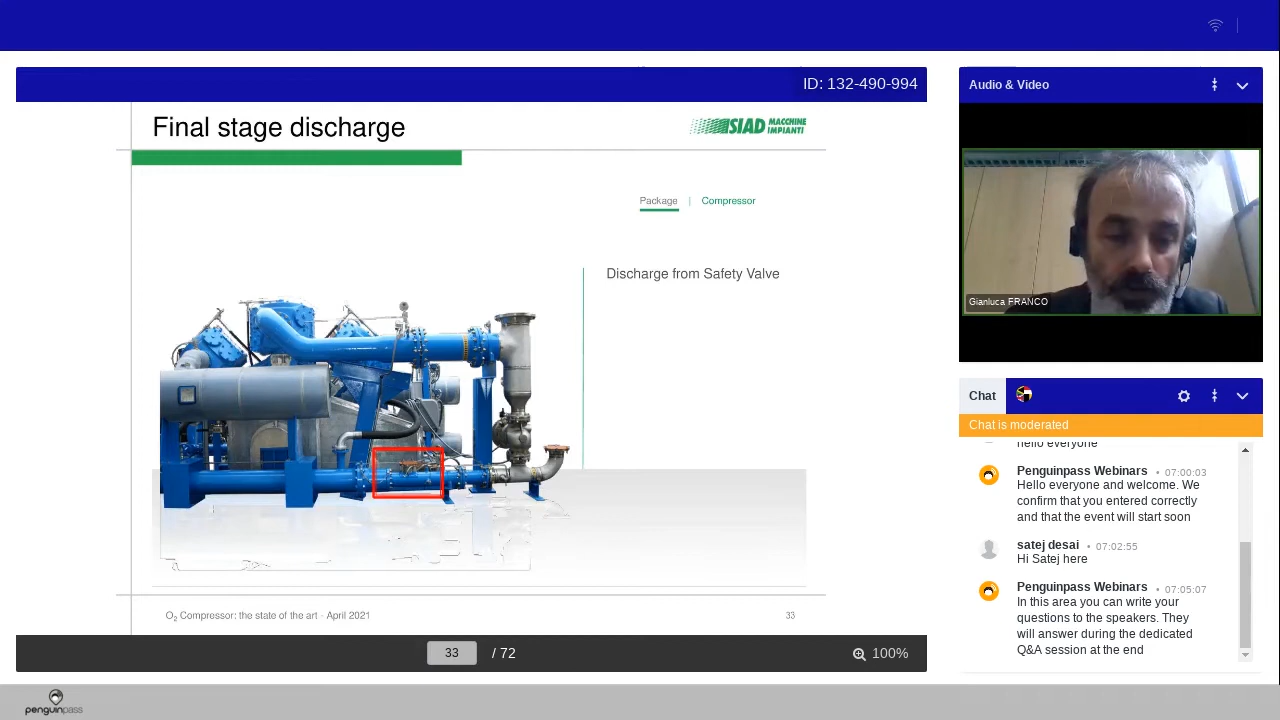 ID: 132-490-994
Final stage discharge
SIAD MACCHINE
IMPIANTI
Package | Compressor
Discharge from Safety Valve
O2 Compressor: the state of the art - April 2021
33
33 / 72
100%
Audio & Video
Gianluca FRANCO
Chat
Chat is moderated
hello everyone
Penguinpass Webinars • 07:00:03
Hello everyone and welcome. We
confirm that you entered correctly
and that the event will start soon
satej desai • 07:02:55
Hi Satej here
Penguinpass Webinars • 07:05:07
In this area you can write your
questions to the speakers. They
will answer during the dedicated
Q&A session at the end
penguinpass